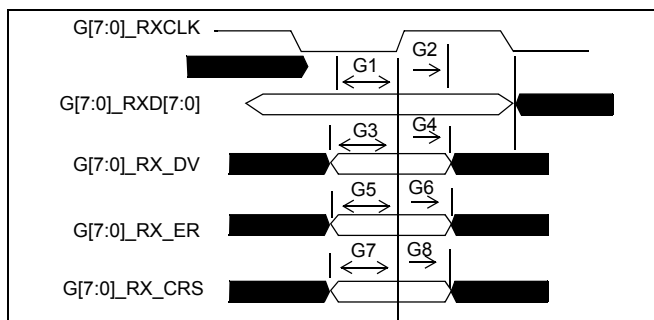 G[7:0]_RXCLK
G1 G2
G[7:0]_RXD[7:0]
G3 G4
G[7:0]_RX_DV
G5 G6
G[7:0]_RX_ER
G7 G8
G[7:0]_RX_CRS